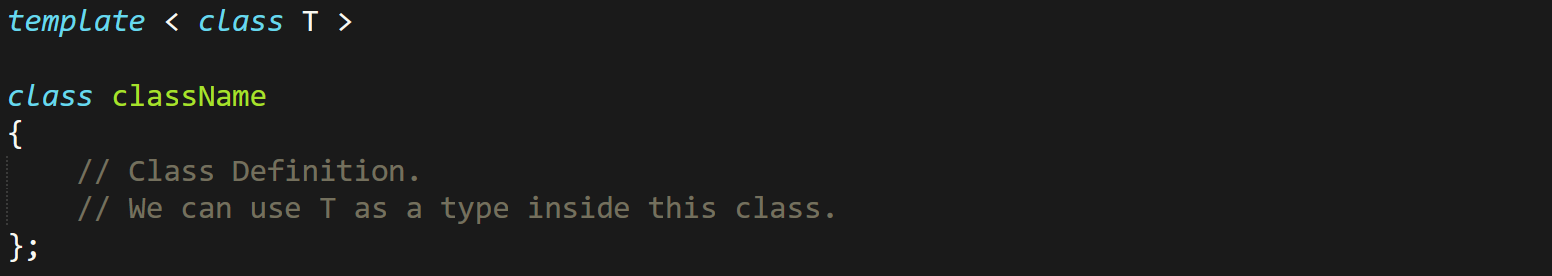 template < class T >
class className
{
// Class Definition.
// We can use T as a type inside this class.
};